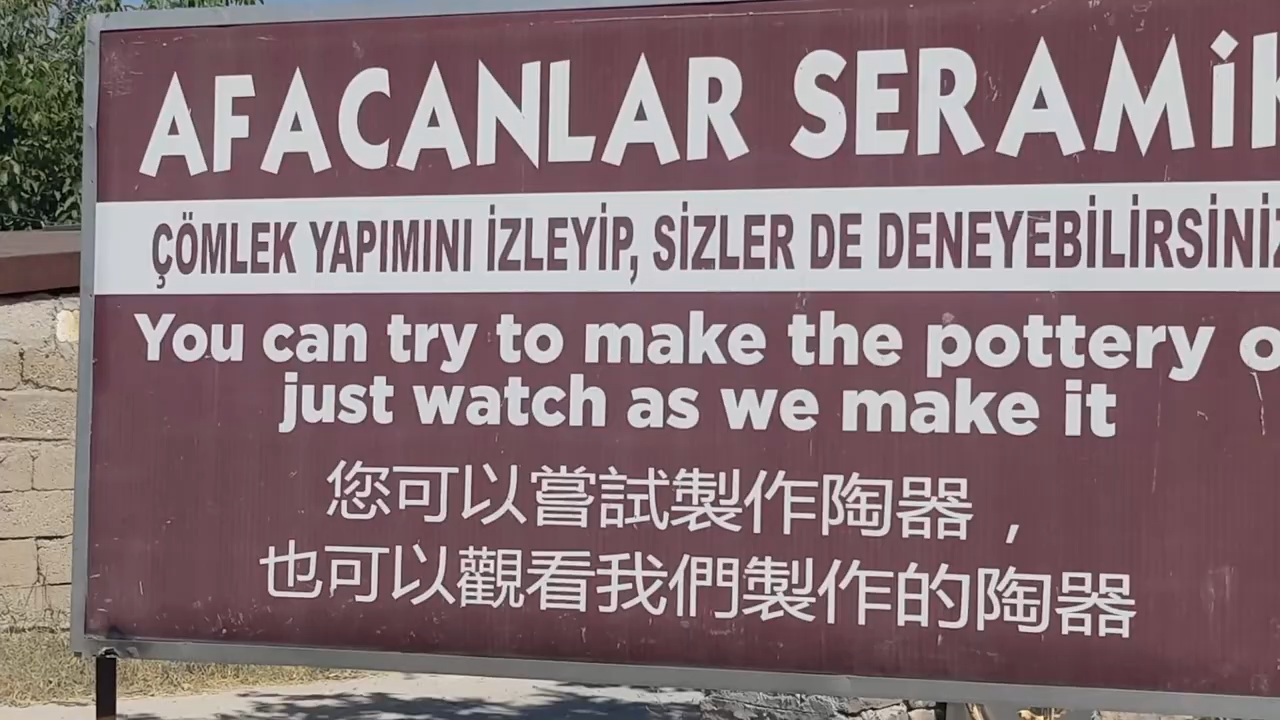 AFACANLAR SERAMİK
ÇÖMLEK YAPIMINI İZLEYİP, SİZLER DE DENEYEBİLİRSİNİZ
You can try to make the pottery o
just watch as we make it
您可以嘗試製作陶器，
也可以觀看我們製作的陶器